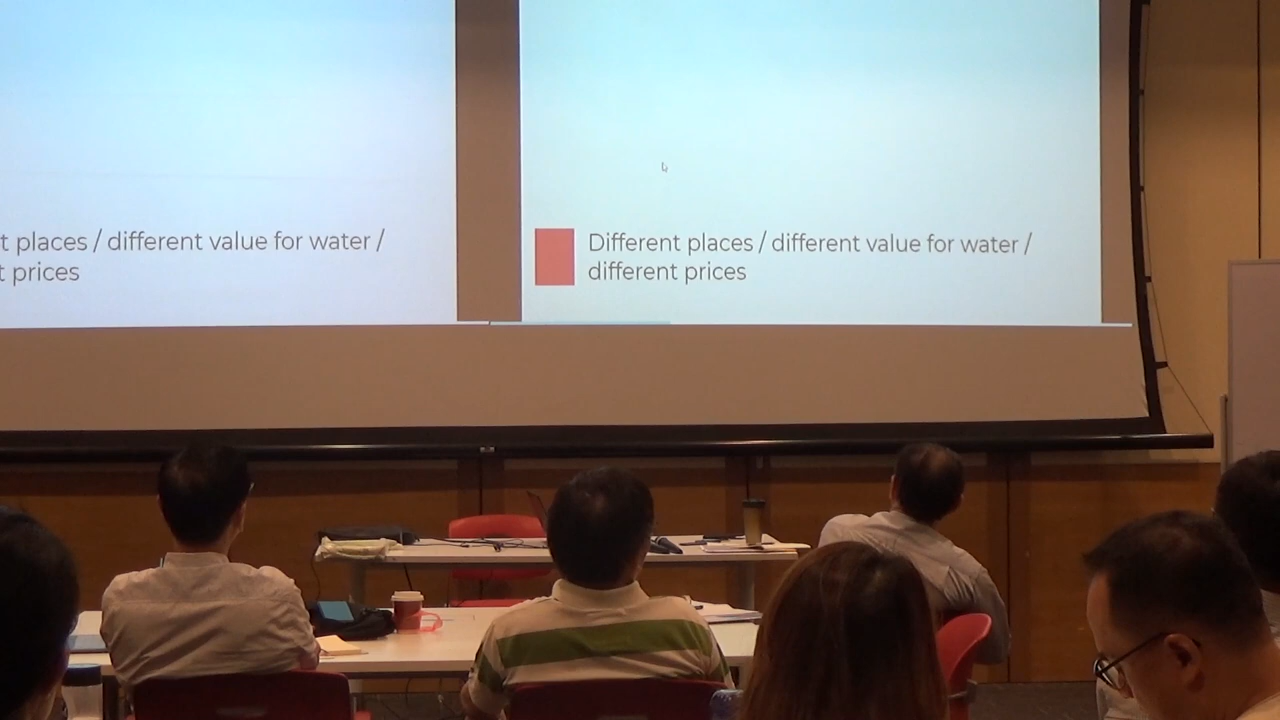 t places / different value for water /
t prices
Different places / different value for water /
different prices